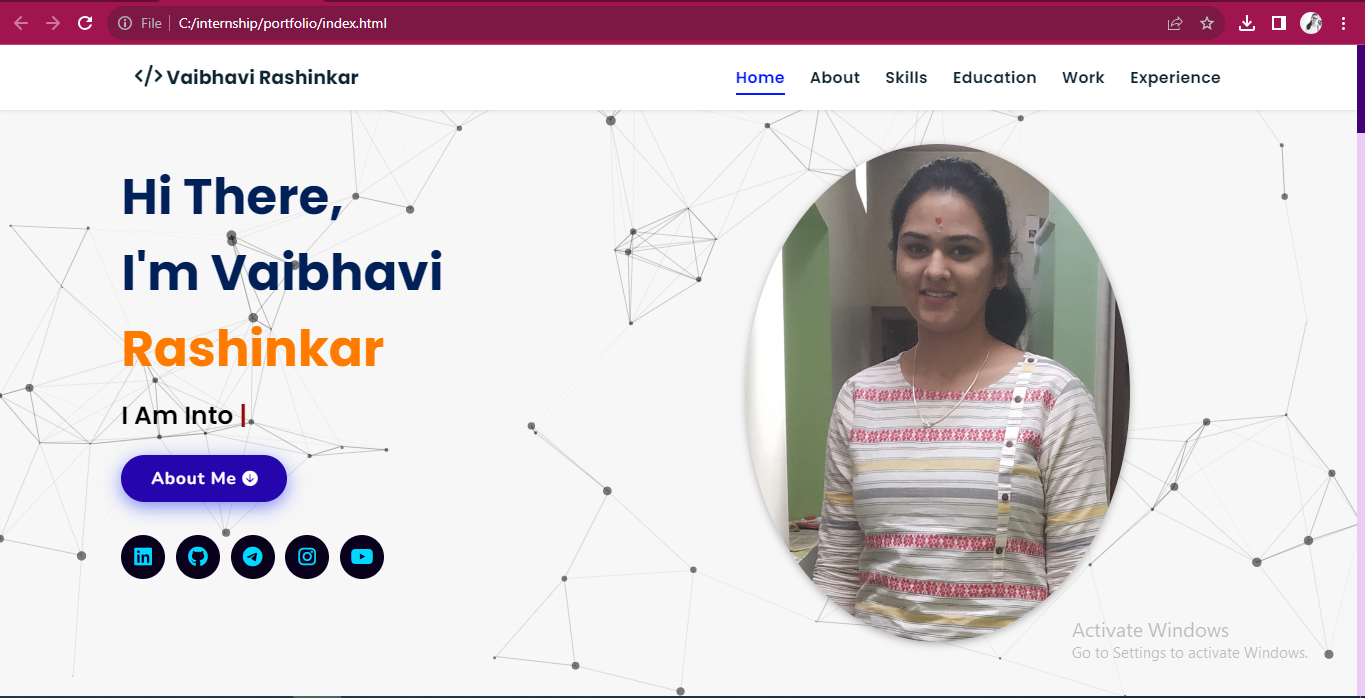 File C:/internship/portfolio/index.html
</> Vaibhavi Rashinkar
Home About Skills Education Work Experience
Hi There,
I'm Vaibhavi
Rashinkar
I Am Into |
About Me
Activate Windows
Go to Settings to activate Windows.